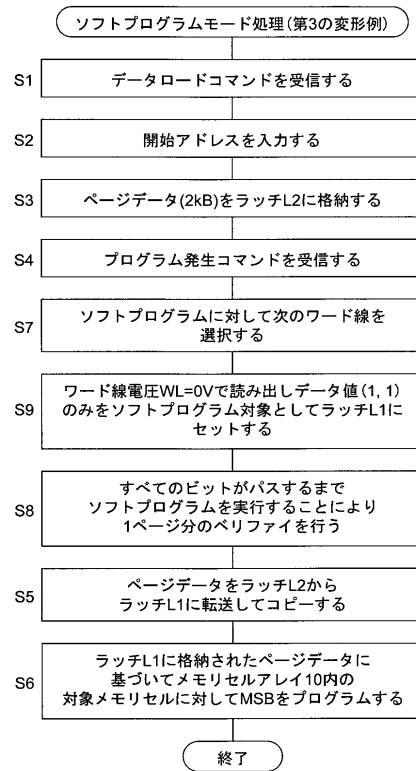 ソフトプログラムモード処理(第3の変形例)
S1
データロードコマンドを受信する
S2
開始アドレスを入力する
S3
ページデータ(2kB)をラッチL2に格納する
S4
プログラム発生コマンドを受信する
S7
ソフトプログラムに対して次のワード線を
選択する
S9
ワード線電圧WL=0Vで読み出しデータ値(1, 1)
のみをソフトプログラム対象としてラッチL1に
セットする
S8
すべてのビットがパスするまで
ソフトプログラムを実行することにより
1ページ分のベリファイを行う
S5
ページデータをラッチL2から
ラッチL1に転送してコピーする
S6
ラッチL1に格納されたページデータに
基づいてメモリセルアレイ10内の
対象メモリセルに対してMSBをプログラムする
終了